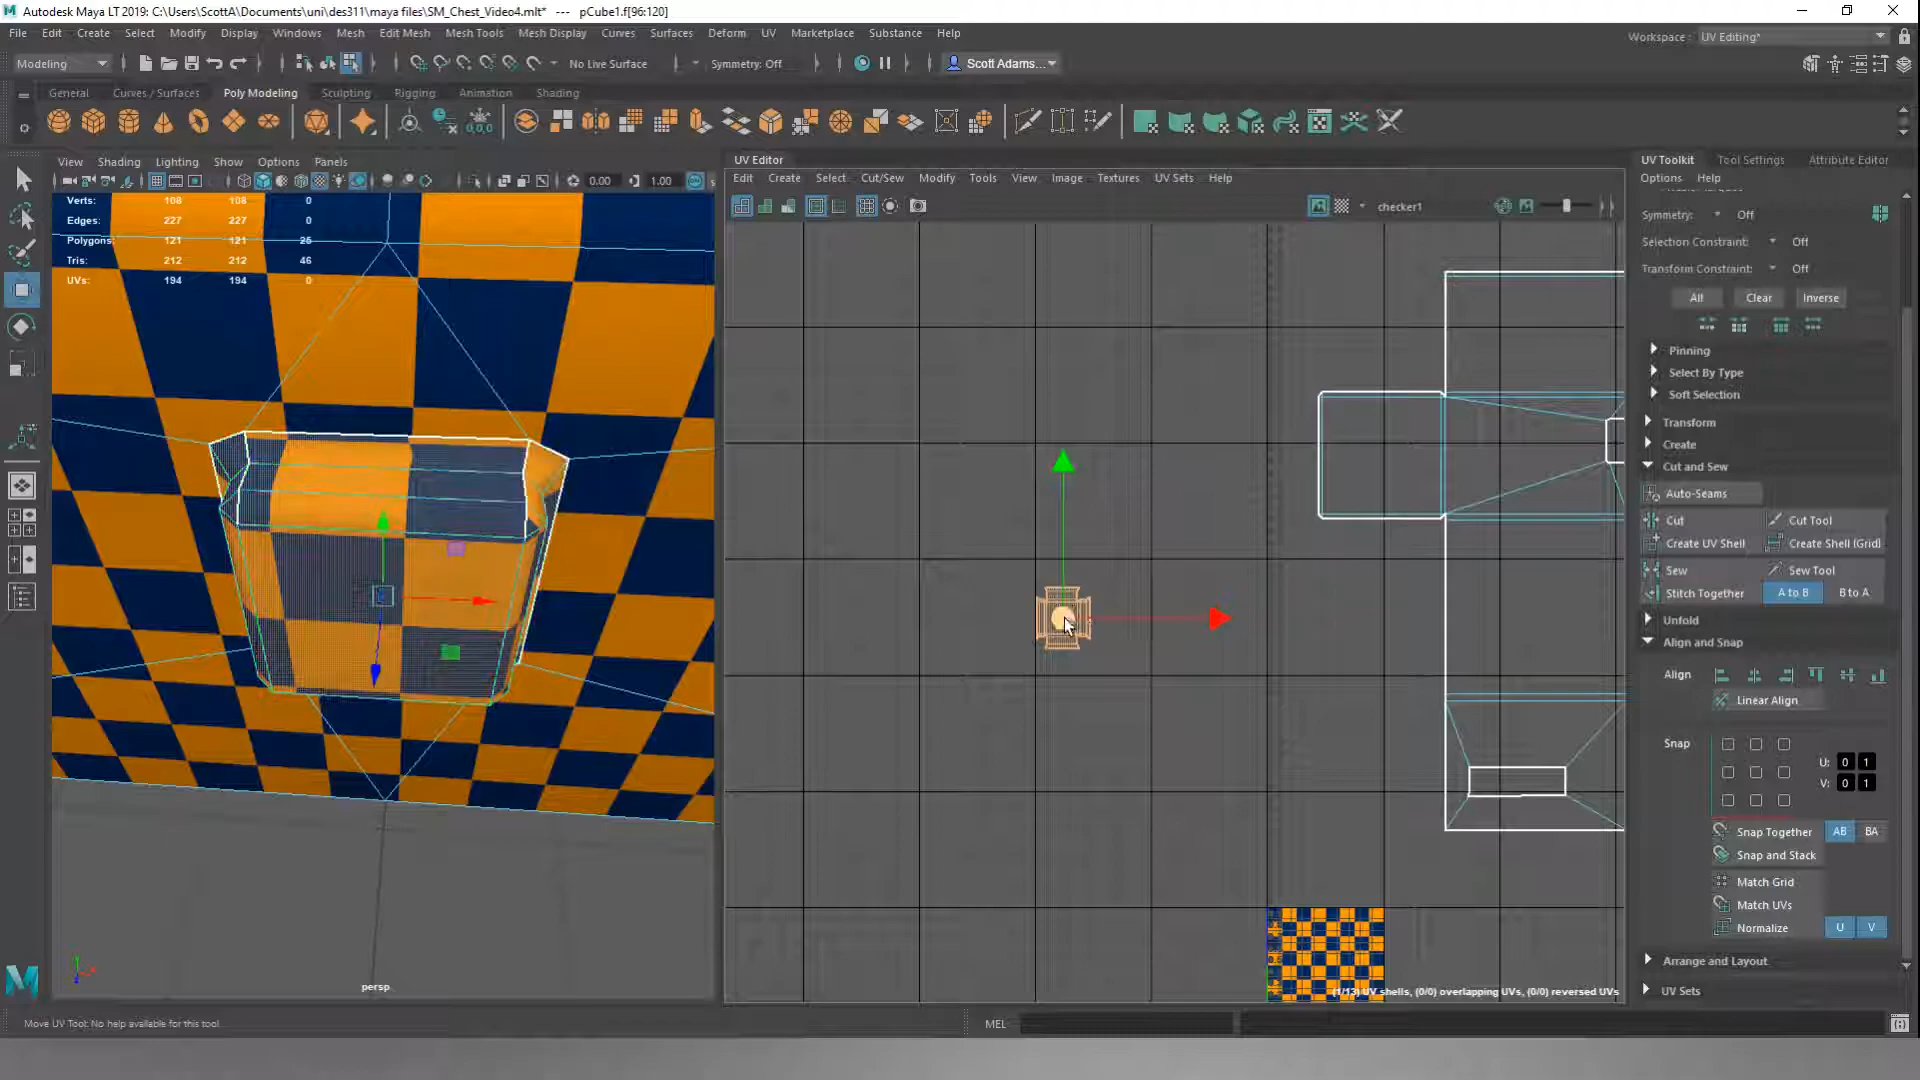 Autodesk Maya LT 2019: C:\Users\ScottA\Documents\uni\des311\maya files\SM_Chest_Video4.mlt* --- pCube1.f[96:120]
File Edit Create Select Modify Display Windows Mesh Edit Mesh Mesh Tools Mesh Display Curves Surfaces Deform UV Marketplace Substance Help
Workspace : UV Editing*
Modeling No Live Surface Symmetry: Off Scott Adams...
General Curves / Surfaces Poly Modeling Sculpting Rigging Animation Shading
0,0,0
View Shading Lighting Show Options Panels
0.00 1.00
Verts: 108 108 0
Edges: 227 227 0
Polygons: 121 121 25
Tris: 212 212 46
UVs: 194 194 0
persp
UV Editor
Edit Create Select Cut/Sew Modify Tools View Image Textures UV Sets Help
checker1
(1/13) UV shells, (0/0) overlapping UVs, (0/0) reversed UVs
UV Toolkit Tool Settings Attribute Editor
Options Help
Symmetry: Off
Selection Constraint: Off
Transform Constraint: Off
All Clear Inverse
Pinning
Select By Type
Soft Selection
Transform
Create
Cut and Sew
Auto-Seams
Cut Cut Tool
Create UV Shell Create Shell (Grid)
Sew Sew Tool
Stitch Together A to B B to A
Unfold
Align and Snap
Align
Linear Align
Snap
U: 0 1
V: 0 1
Snap Together AB BA
Snap and Stack
Match Grid
Match UVs
Normalize U V
Arrange and Layout
UV Sets
Move UV Tool: No help available for this tool
MEL